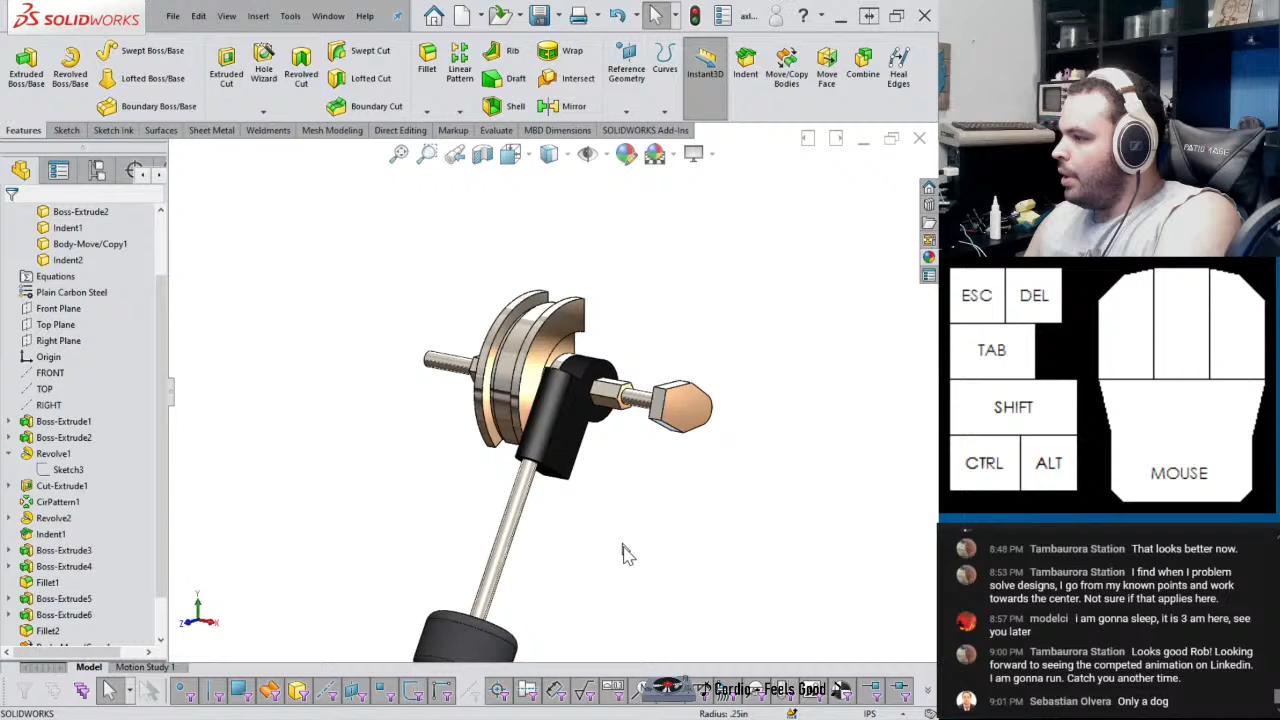 SOLIDWORKS
File Edit View Insert Tools Window Help
axl...
Extruded Boss/Base
Revolved Boss/Base
Swept Boss/Base
Lofted Boss/Base
Boundary Boss/Base
Extruded Cut
Hole Wizard
Revolved Cut
Swept Cut
Lofted Cut
Boundary Cut
Fillet
Linear Pattern
Rib
Draft
Shell
Wrap
Intersect
Mirror
Reference Geometry
Curves
Instant3D
Indent
Move/Copy Bodies
Move Face
Combine
Heal Edges
Features Sketch Sketch Ink Surfaces Sheet Metal Weldments Mesh Modeling Direct Editing Markup Evaluate MBD Dimensions SOLIDWORKS Add-Ins
Boss-Extrude2
Indent1
Body-Move/Copy1
Indent2
Equations
Plain Carbon Steel
Front Plane
Top Plane
Right Plane
Origin
FRONT
TOP
RIGHT
Boss-Extrude1
Boss-Extrude2
Revolve1
Sketch3
Cut-Extrude1
CirPattern1
Revolve2
Indent1
Boss-Extrude3
Boss-Extrude4
Fillet1
Boss-Extrude5
Boss-Extrude6
Fillet2
Y
Z X
Model Motion Study 1
Cordig - Feels Good
SOLIDWORKS
Radius: .25in
IPS
PATIO MAGE
ESC DEL
TAB
SHIFT
CTRL ALT
MOUSE
8:48 PM Tambaurora Station That looks better now.
8:53 PM Tambaurora Station I find when I problem
solve designs, I go from my known points and work
towards the center. Not sure if that applies here.
8:57 PM modelci i am gonna sleep, it is 3 am here, see
you later
9:00 PM Tambaurora Station Looks good Rob! Looking
forward to seeing the competed animation on Linkedin.
I am gonna run. Catch you another time.
9:01 PM Sebastian Olvera Only a dog